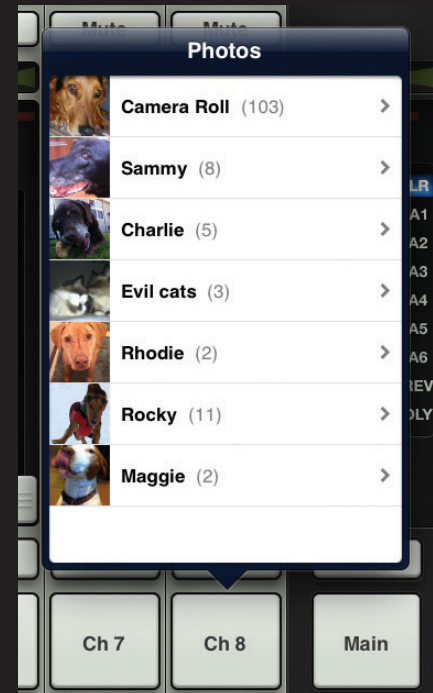 Mute Mute
Photos
Camera Roll (103)
Sammy (8)
Charlie (5)
Evil cats (3)
Rhodie (2)
Rocky (11)
Maggie (2)
LR
A1
A2
A3
A4
A5
A6
REV
Ch 7 Ch 8 Main